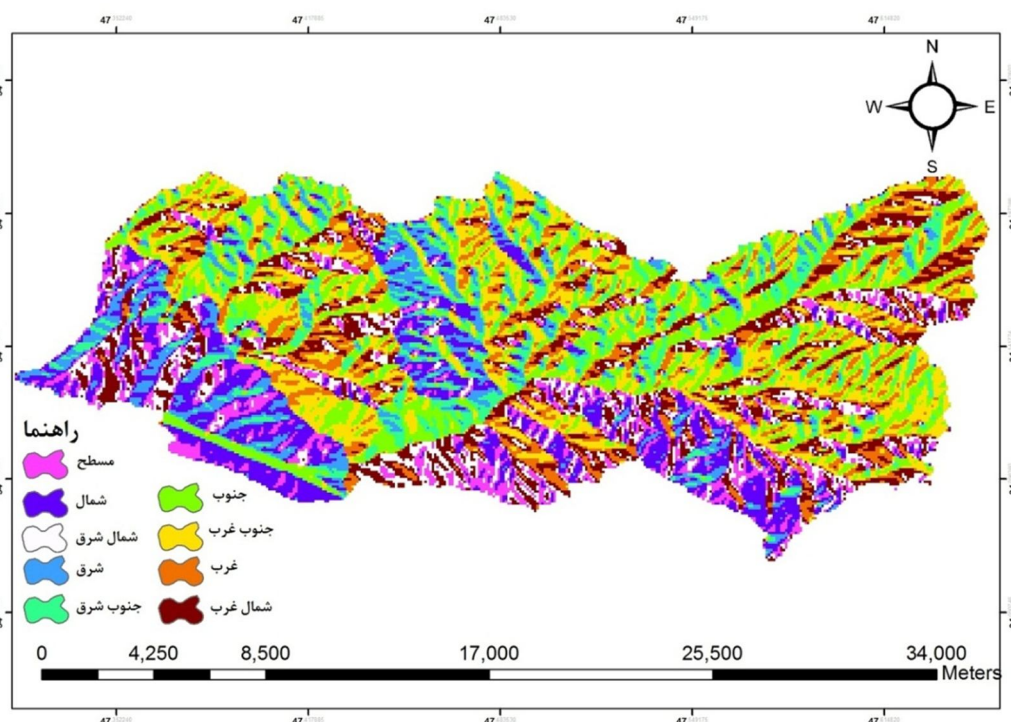 N
W E
S
راهنما
مسطح
شمال
شمال شرق
شرق
جنوب شرق
جنوب
جنوب غرب
غرب
شمال غرب
0 4,250 8,500 17,000 25,500 34,000
Meters